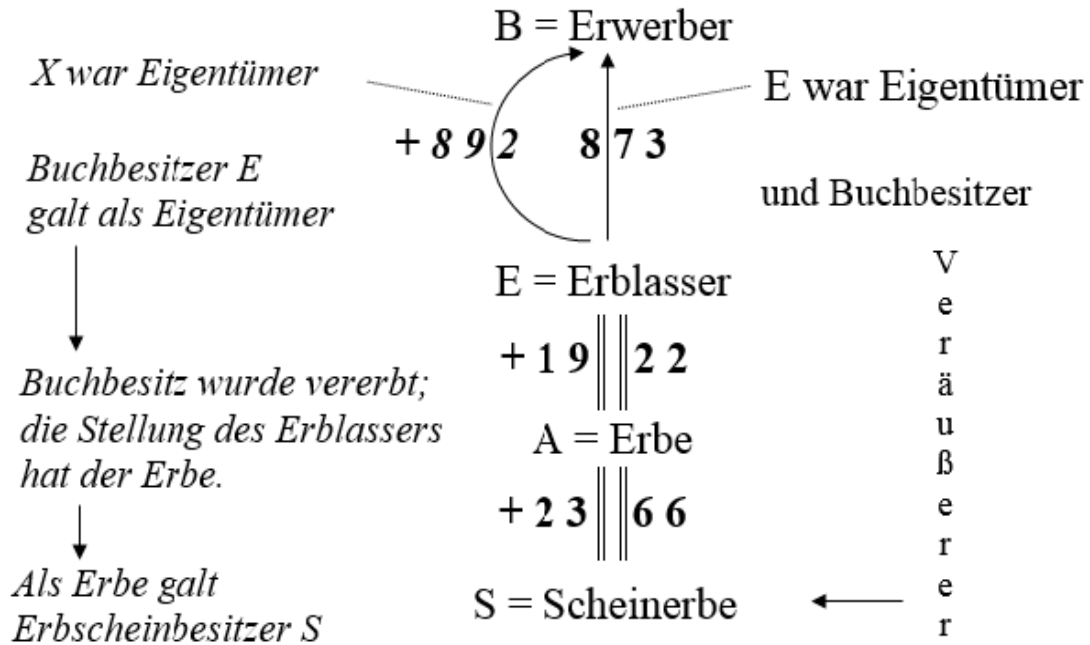 B = Erwerber
X war Eigentümer
E war Eigentümer
+ 8 9 2
8 7 3
Buchbesitzer E
galt als Eigentümer
und Buchbesitzer
E = Erblasser
+ 1 9 2 2
Buchbesitz wurde vererbt;
die Stellung des Erblassers
hat der Erbe.
A = Erbe
+ 2 3 6 6
Als Erbe galt
Erbscheinbesitzer S
S = Scheinerbe
V
e
r
ä
u
ß
e
r
e
r